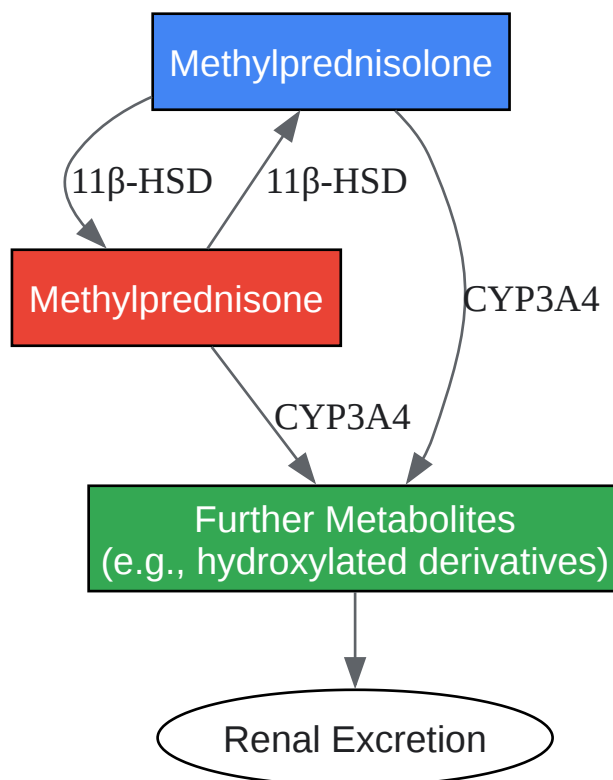 Methylprednisolone
11β-HSD
11β-HSD
Methylprednisone
CYP3A4
CYP3A4
Further Metabolites
(e.g., hydroxylated derivatives)
Renal Excretion